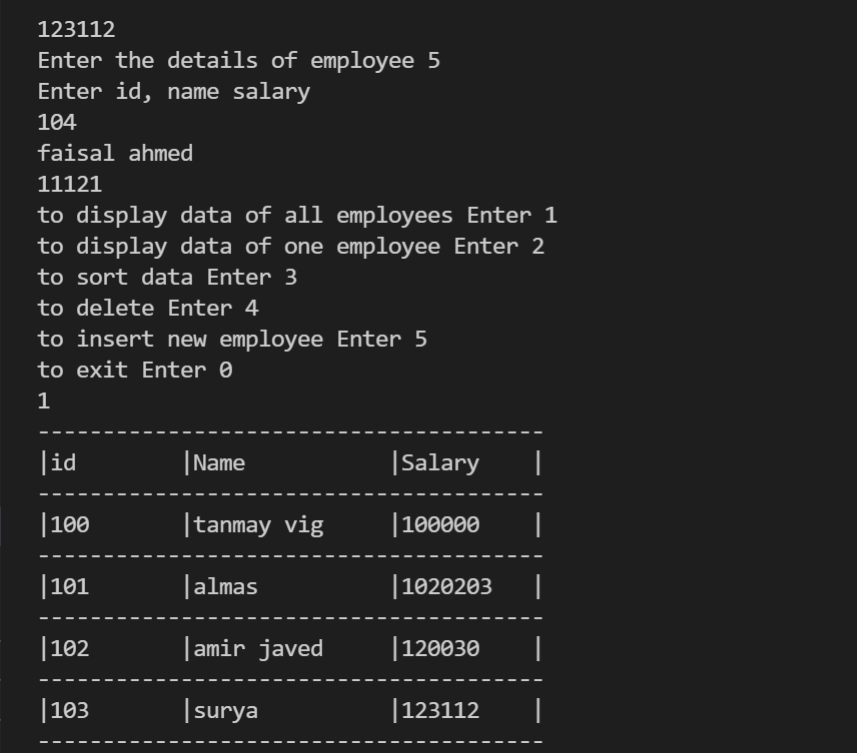 123112
Enter the details of employee 5
Enter id, name salary
104
faisal ahmed
11121
to display data of all employees Enter 1
to display data of one employee Enter 2
to sort data Enter 3
to delete Enter 4
to insert new employee Enter 5
to exit Enter 0
1
---------------------------------------
|id        |Name           |Salary    |
---------------------------------------
|100       |tanmay vig     |100000    |
---------------------------------------
|101       |almas          |1020203   |
---------------------------------------
|102       |amir javed     |120030    |
---------------------------------------
|103       |surya          |123112    |
---------------------------------------